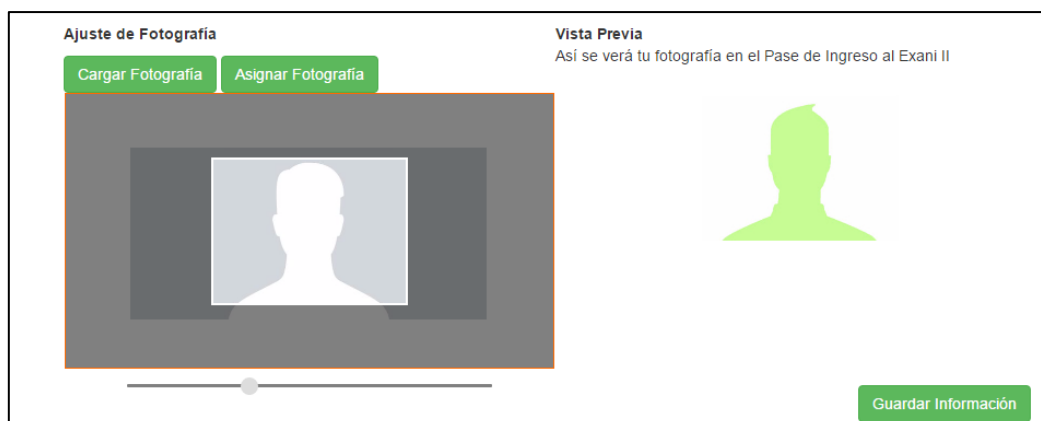 Ajuste de Fotografía
Cargar Fotografía
Asignar Fotografía
Vista Previa
Así se verá tu fotografía en el Pase de Ingreso al Exani II
Guardar Información